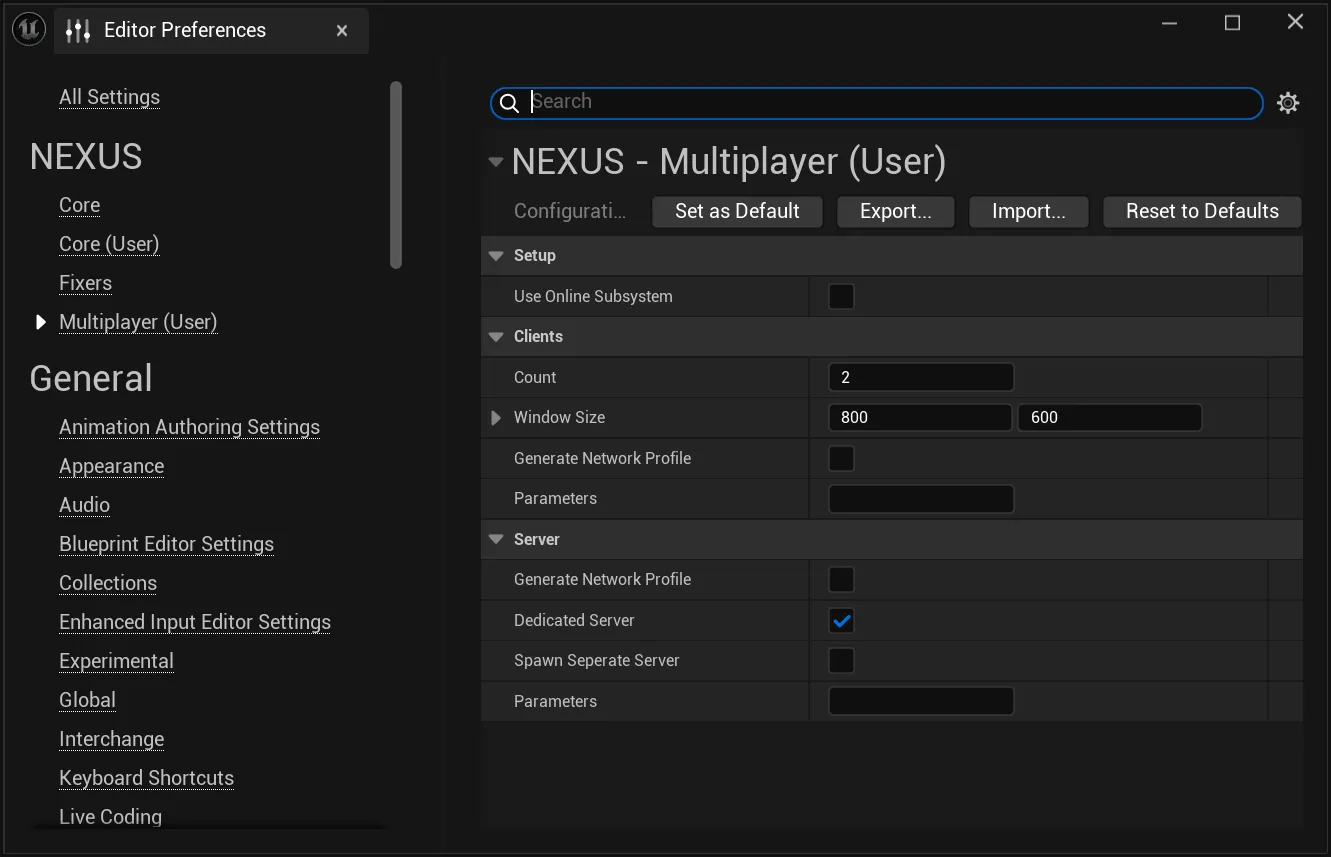 Editor Preferences
All Settings
NEXUS
Core
Core (User)
Fixers
Multiplayer (User)
General
Animation Authoring Settings
Appearance
Audio
Blueprint Editor Settings
Collections
Enhanced Input Editor Settings
Experimental
Global
Interchange
Keyboard Shortcuts
Live Coding
Search
NEXUS - Multiplayer (User)
Configurati... Set as Default Export... Import... Reset to Defaults
Setup
Use Online Subsystem
Clients
Count 2
Window Size 800 600
Generate Network Profile
Parameters
Server
Generate Network Profile
Dedicated Server
Spawn Seperate Server
Parameters